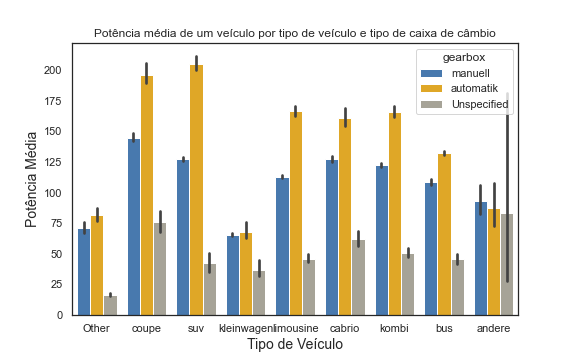 Potência média de um veículo por tipo de veículo e tipo de caixa de câmbio
gearbox
manuell
automatik
Unspecified
Potência Média
200
175
150
125
100
75
50
25
0
Other coupe suv kleinwagen limousine cabrio kombi bus andere
Tipo de Veículo